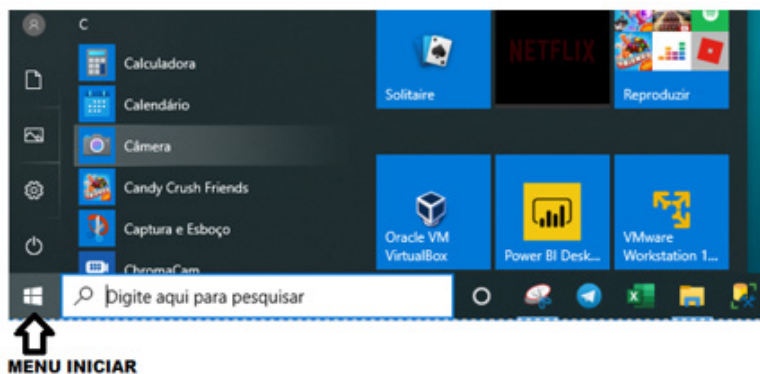 C
Calculadora
Calendário
Câmera
Candy Crush Friends
Captura e Esboço
ChromaCam
Solitaire
NETFLIX
Reproduzir
Oracle VM
VirtualBox
Power BI Desk...
VMware
Workstation 1...
Digite aqui para pesquisar
MENU INICIAR